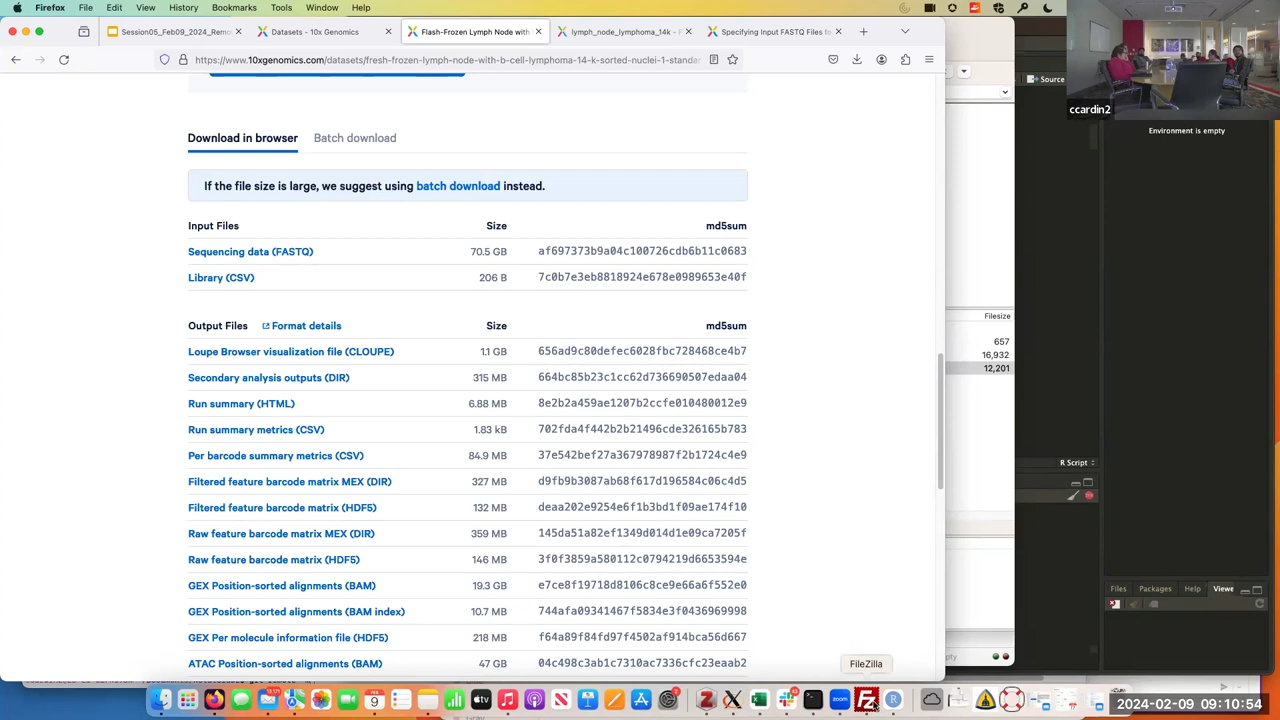 Firefox File Edit View History Bookmarks Tools Window Help
Session05_Feb09_2024_Remo
Datasets - 10x Genomics
Flash-Frozen Lymph Node with
lymph_node_lymphoma_14k - F
Specifying Input FASTQ Files fo
https://www.10xgenomics.com/datasets/fresh-frozen-lymph-node-with-b-cell-lymphoma-14-k-sorted-nuclei-1-standa
Source
ccardin2
Environment is empty
Download in browser Batch download
If the file size is large, we suggest using batch download instead.
Input Files Size md5sum
Sequencing data (FASTQ) 70.5 GB af697373b9a04c100726cdb6b11c0683
Library (CSV) 206 B 7c0b7e3eb8818924e678e0989653e40f
Output Files Format details Size md5sum
Loupe Browser visualization file (CLOUPE) 1.1 GB 656ad9c80defec6028fbc728468ce4b7
Secondary analysis outputs (DIR) 315 MB 664bc85b23c1cc62d736690507edaa04
Run summary (HTML) 6.88 MB 8e2b2a459ae1207b2ccfe010480012e9
Run summary metrics (CSV) 1.83 kB 702fda4f442b2b21496cde326165b783
Per barcode summary metrics (CSV) 84.9 MB 37e542bef27a367978987f2b1724c4e9
Filtered feature barcode matrix MEX (DIR) 327 MB d9fb9b3087ab68f617d196584c06c4d5
Filtered feature barcode matrix (HDF5) 132 MB deaa202e9254e6f1b3bd1f09ae174f10
Raw feature barcode matrix MEX (DIR) 359 MB 145da51a82ef1349d014d1e09ca7205f
Raw feature barcode matrix (HDF5) 146 MB 3f0f3859a580112c0794219d6653594e
GEX Position-sorted alignments (BAM) 19.3 GB e7ce8f19718d8106c8ce9e66a6f552e0
GEX Position-sorted alignments (BAM index) 10.7 MB 744afa09341467f5834e3f0436969998
GEX Per molecule information file (HDF5) 218 MB f64a89f84fd97f4502af914bca56d667
ATAC Position-sorted alignments (BAM) 47 GB 04c498c3ab1c7310a7336cfc23eaab2
Filesize
657
16,932
12,201
R Script
Files Packages Help Viewe
FileZilla
zoom
2024-02-09 09:10:54